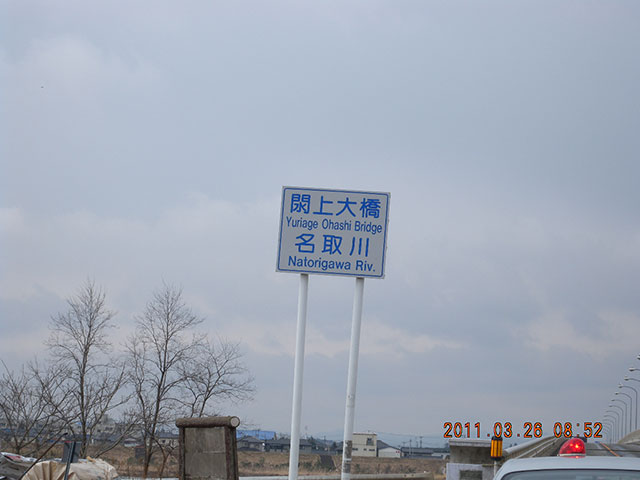 閖上大橋
Yuriage Ohashi Bridge
名取川
Natorigawa Riv.
2011.03.26 08:52